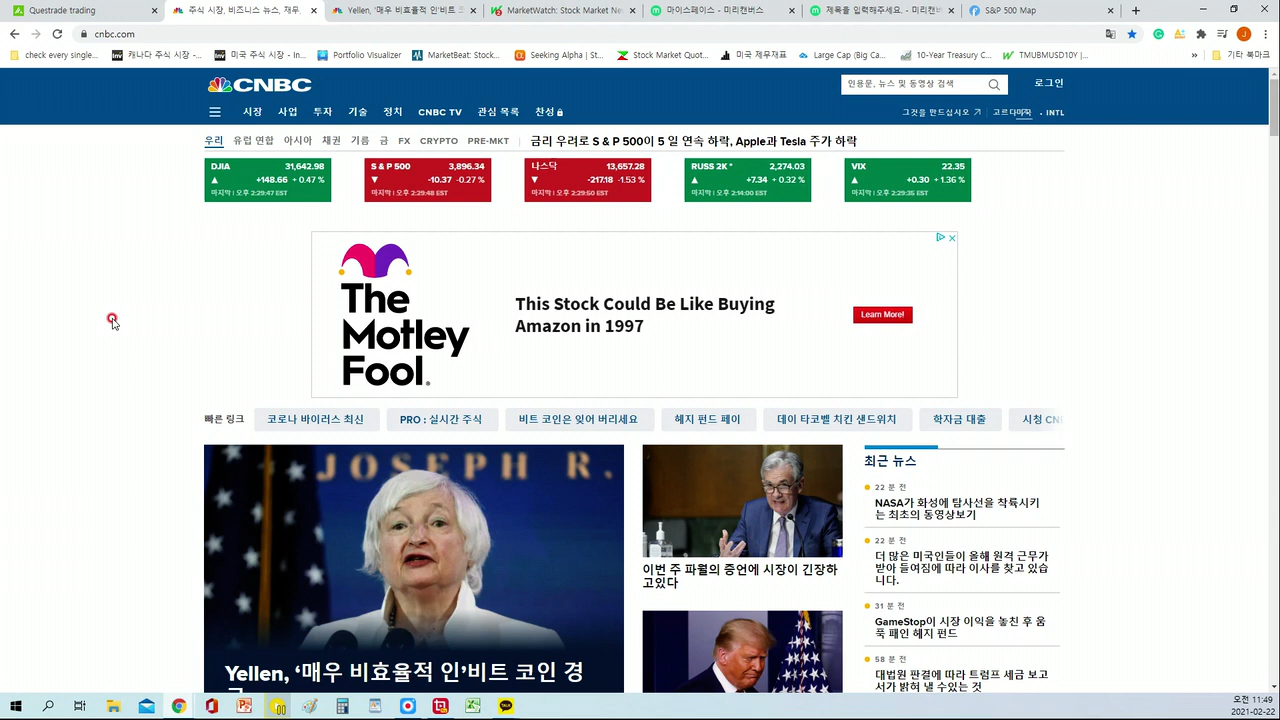 Questrade trading
주식 시장, 비즈니스 뉴스, 재무,
Yellen, '매우 비효율적 인'비트 코
MarketWatch: Stock Market Ne
마이스페이스 - 미리캔버스
제목을 입력해주세요. - 미리캔버
S&P 500 Map
cnbc.com
check every single...
캐나다 주식 시장 -...
미국 주식 시장 - In...
Portfolio Visualizer
MarketBeat: Stock...
Seeking Alpha | St...
Stock Market Quot...
미국 재무재표
Large Cap (Big Ca...
10-Year Treasury C...
TMUBMUSD10Y |...
»
기타 북마크
CNBC
인용문, 뉴스 및 동영상 검색
로그인
시장 사업 투자 기술 정치 CNBC TV 관심 목록 찬성
그것을 만드십시오 고르다 마작 • INTL
우리 유럽 연합 아시아 채권 기름 금 FX CRYPTO PRE-MKT
금리 우려로 S & P 500이 5 일 연속 하락, Apple과 Tesla 주가 하락
DJIA 31,642.98
▲ +148.66 + 0.47 %
마지막 | 오후 2:29:47 EST
S & P 500 3,896.34
▼ -10.37 -0.27 %
마지막 | 오후 2:29:48 EST
나스닥 13,657.28
▼ -217.18 -1.53 %
마지막 | 오후 2:29:50 EST
RUSS 2K * 2,274.03
▲ +7.34 + 0.32 %
마지막 | 오후 2:14:00 EST
VIX 22.35
▲ +0.30 + 1.36 %
마지막 | 오후 2:29:35 EST
The
Motley
Fool.
This Stock Could Be Like Buying
Amazon in 1997
Learn More!
빠른 링크
코로나 바이러스 최신
PRO : 실시간 주식
비트 코인은 잊어 버리세요
헤지 펀드 페이
데이 타코벨 치킨 샌드위치
학자금 대출
시청 CN
JOSEPH R.
Yellen, ‘매우 비효율적 인’비트 코인 경
이번 주 파월의 증언에 시장이 긴장하
고있다
최근 뉴스
22 분 전
NASA가 화성에 탐사선을 착륙시키
는 최초의 동영상보기
22 분 전
더 많은 미국인들이 올해 원격 근무가
받아 들여짐에 따라 이사를 찾고 있습
니다.
31 분 전
GameStop이 시장 이익을 놓친 후 움
푹 패인 헤지 펀드
58 분 전
대법원 판결에 따라 트럼프 세금 보고
서가 밝혀 낼 수있는 것
오전 11:49
2021-02-22